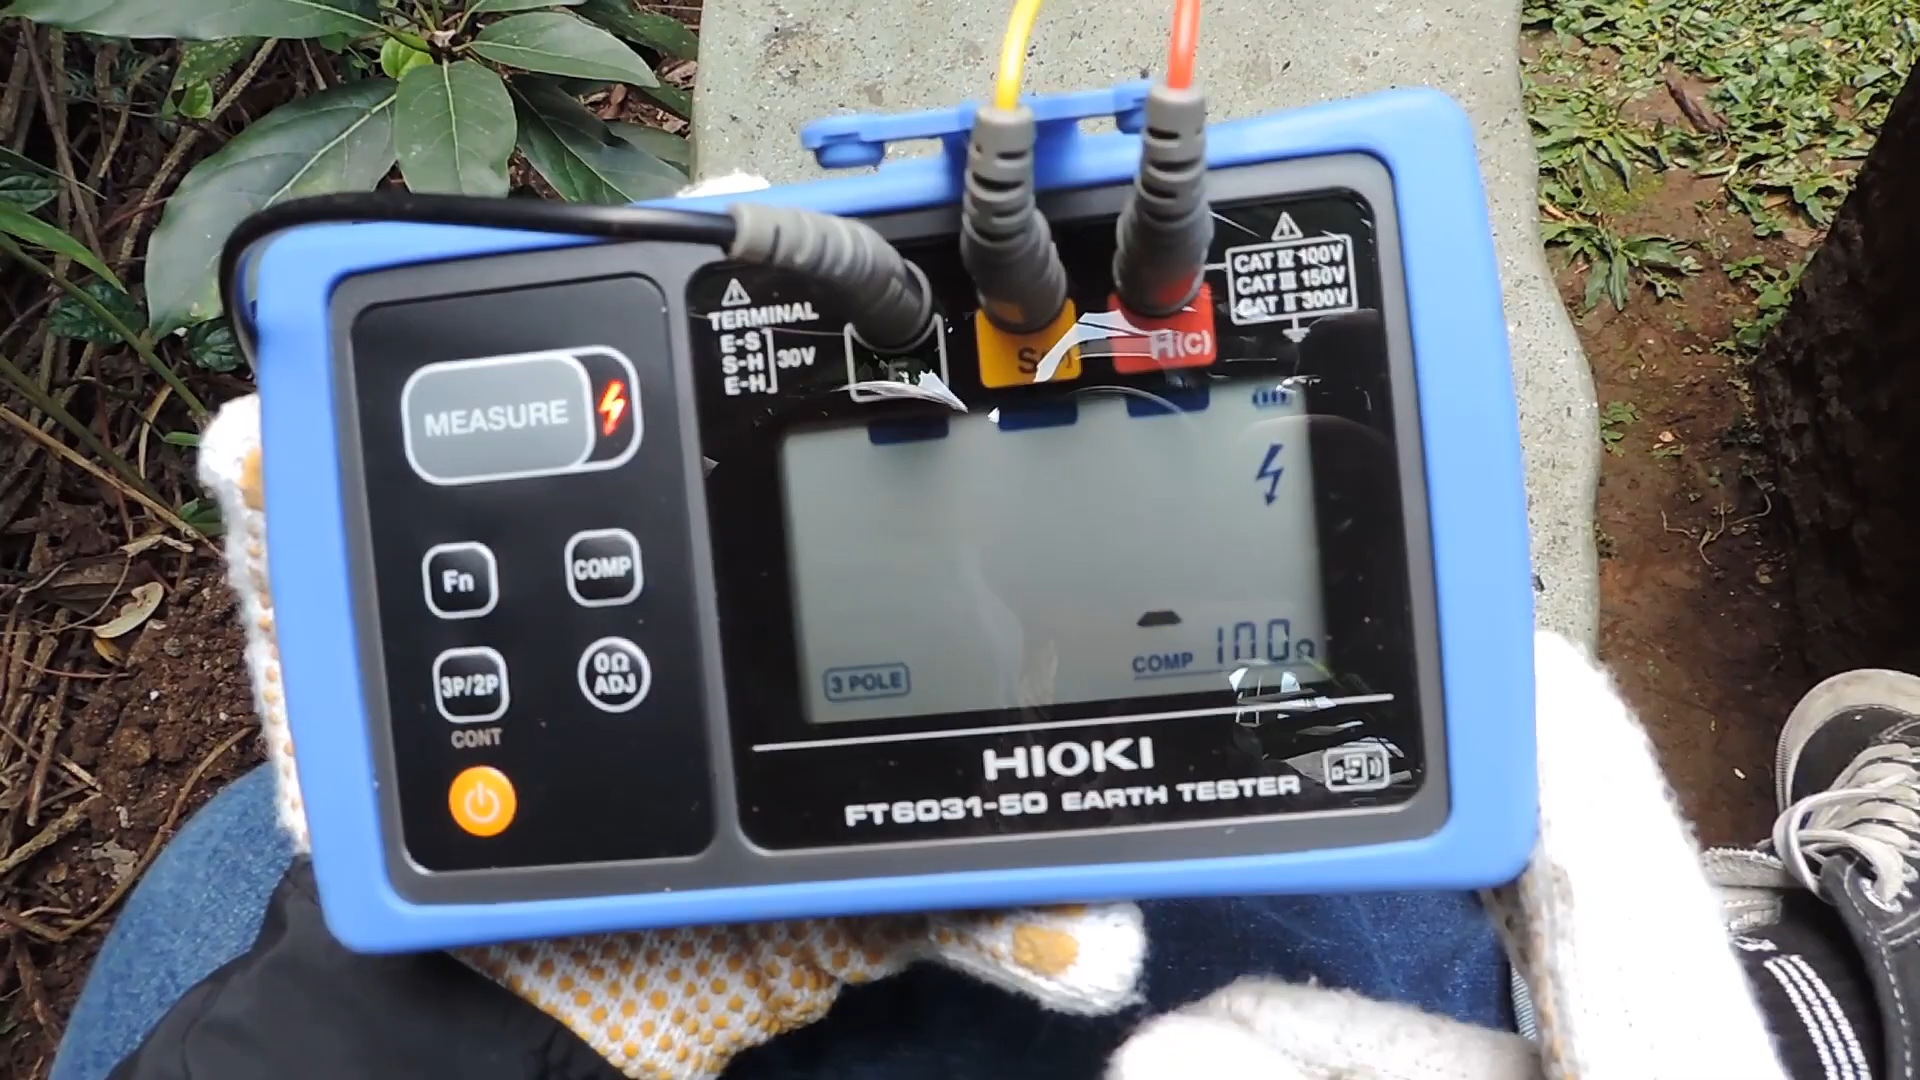 MEASURE
Fn
COMP
3P/2P
0Ω
ADJ
CONT
TERMINAL
E-S
S-H
E-H
30V
H(C)
CAT IV 100V
CAT III 150V
CAT II 300V
3 POLE
COMP 100Ω
HIOKI
FT6031-50 EARTH TESTER